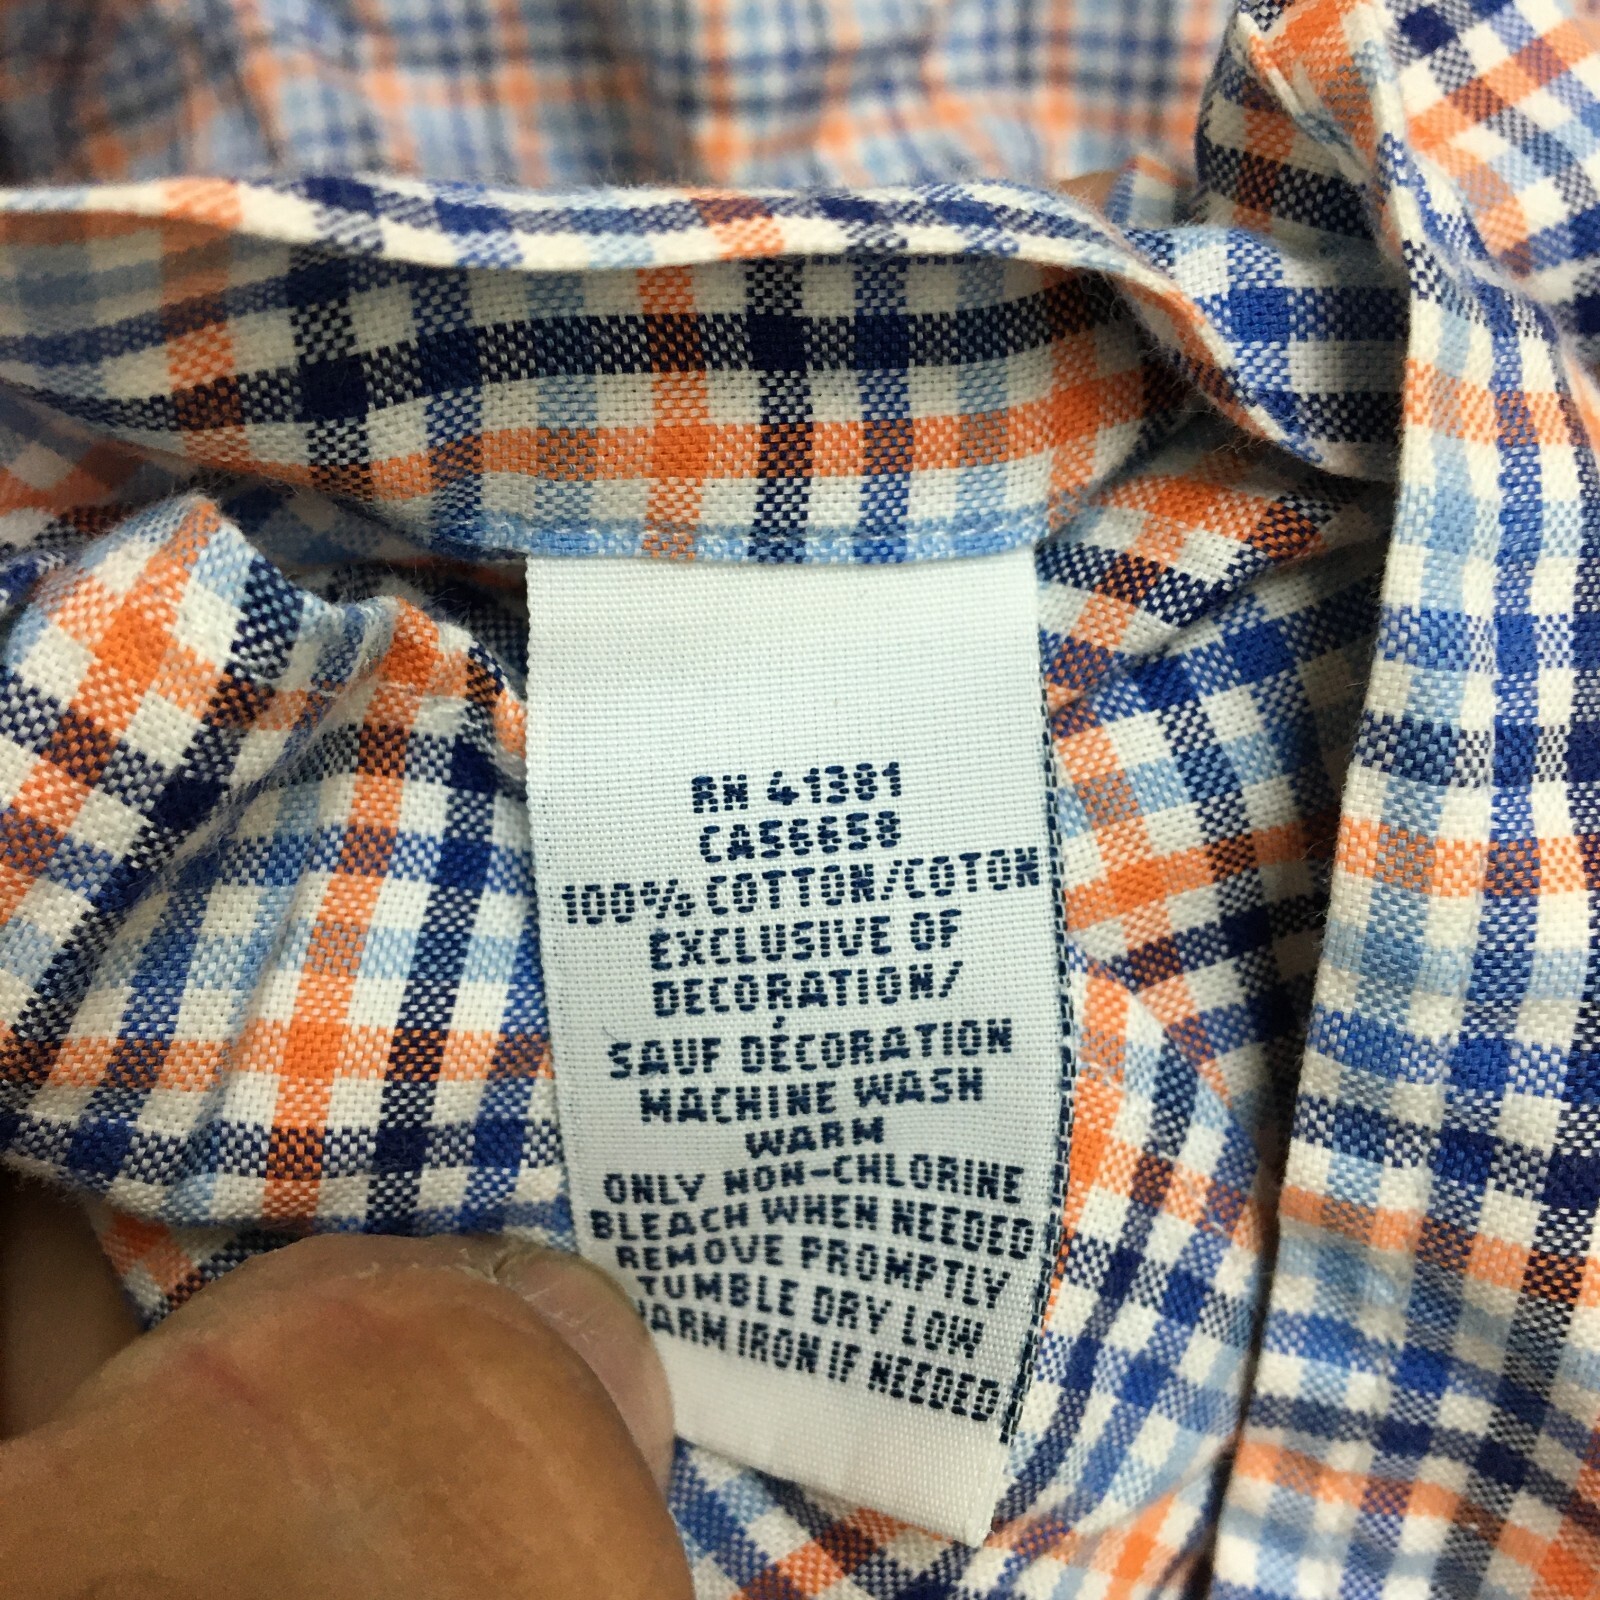 RN 41381
CA56658
100% COTTON/COTON
EXCLUSIVE OF
DECORATION/
SAUF DÉCORATION
MACHINE WASH
WARM
ONLY NON-CHLORINE
BLEACH WHEN NEEDED
REMOVE PROMPTLY
TUMBLE DRY LOW
WARM IRON IF NEEDED